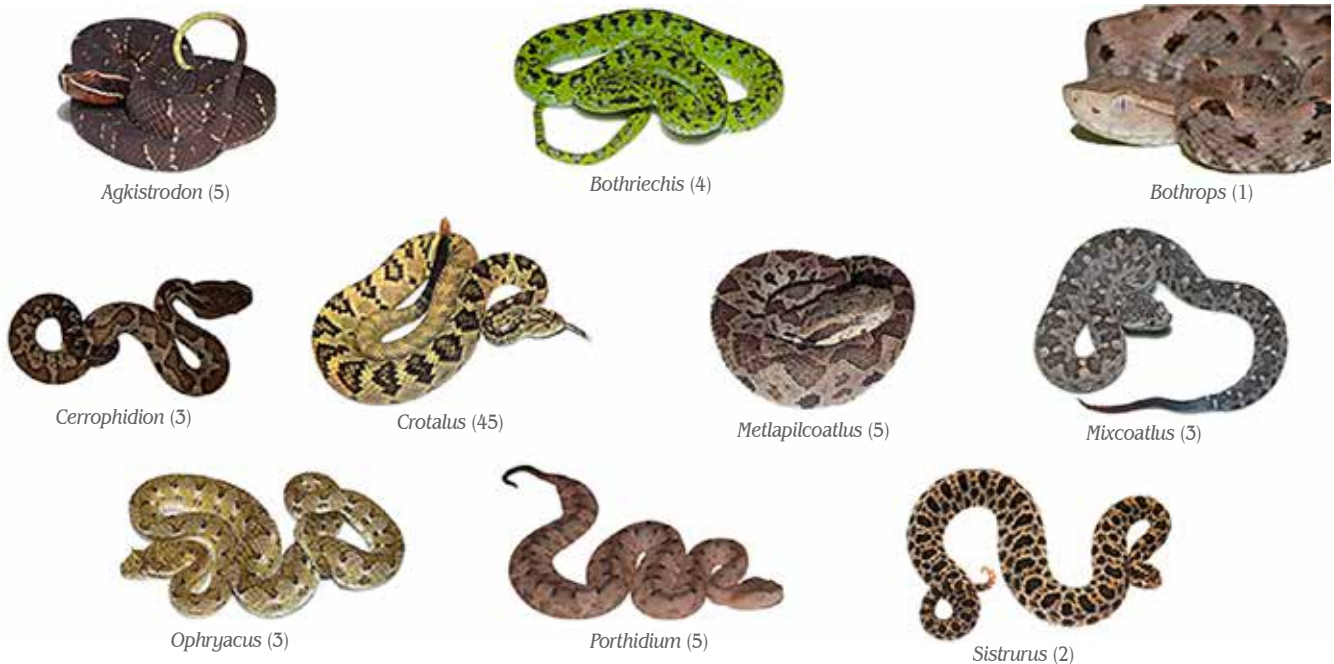 Agkistrodon (5)
Bothriechis (4)
Bothrops (1)
Cerrophidion (3)
Crotalus (45)
Metlapilcoatlus (5)
Mixcoatlus (3)
Ophryacus (3)
Porthidium (5)
Sistrurus (2)